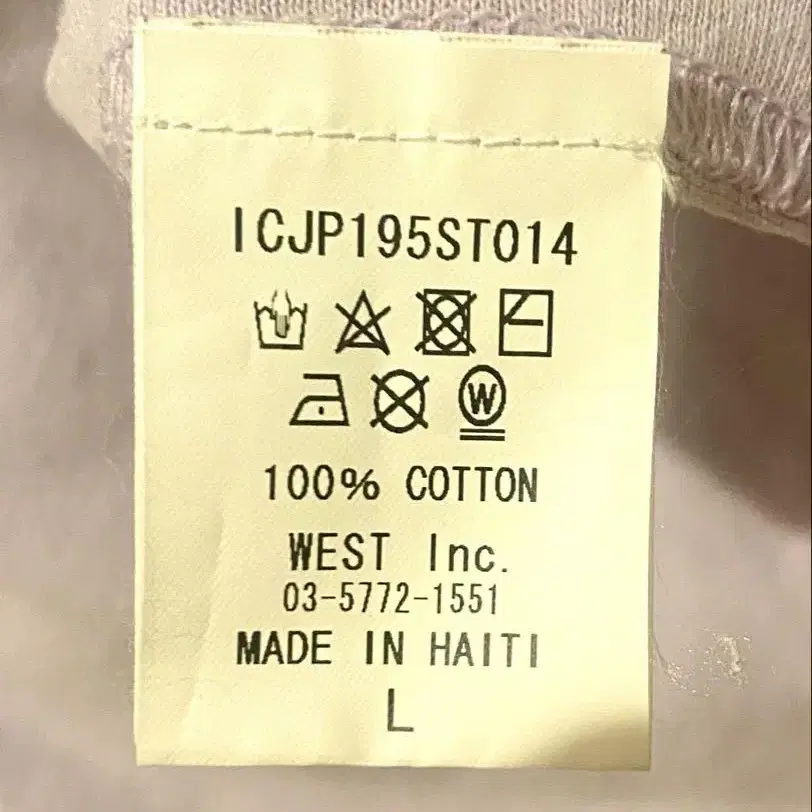 ICJP195ST014
W
100% COTTON
WEST Inc.
03-5772-1551
MADE IN HAITI
L